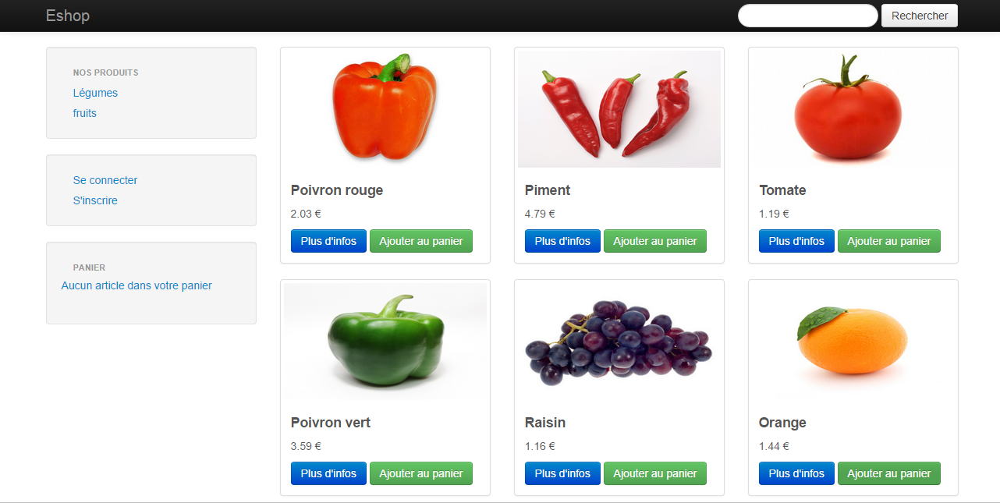 Eshop
Rechercher
NOS PRODUITS
Légumes
fruits
Se connecter
S'inscrire
PANIER
Aucun article dans votre panier
Poivron rouge
2.03 €
Plus d'infos Ajouter au panier
Piment
4.79 €
Plus d'infos Ajouter au panier
Tomate
1.19 €
Plus d'infos Ajouter au panier
Poivron vert
3.59 €
Plus d'infos Ajouter au panier
Raisin
1.16 €
Plus d'infos Ajouter au panier
Orange
1.44 €
Plus d'infos Ajouter au panier